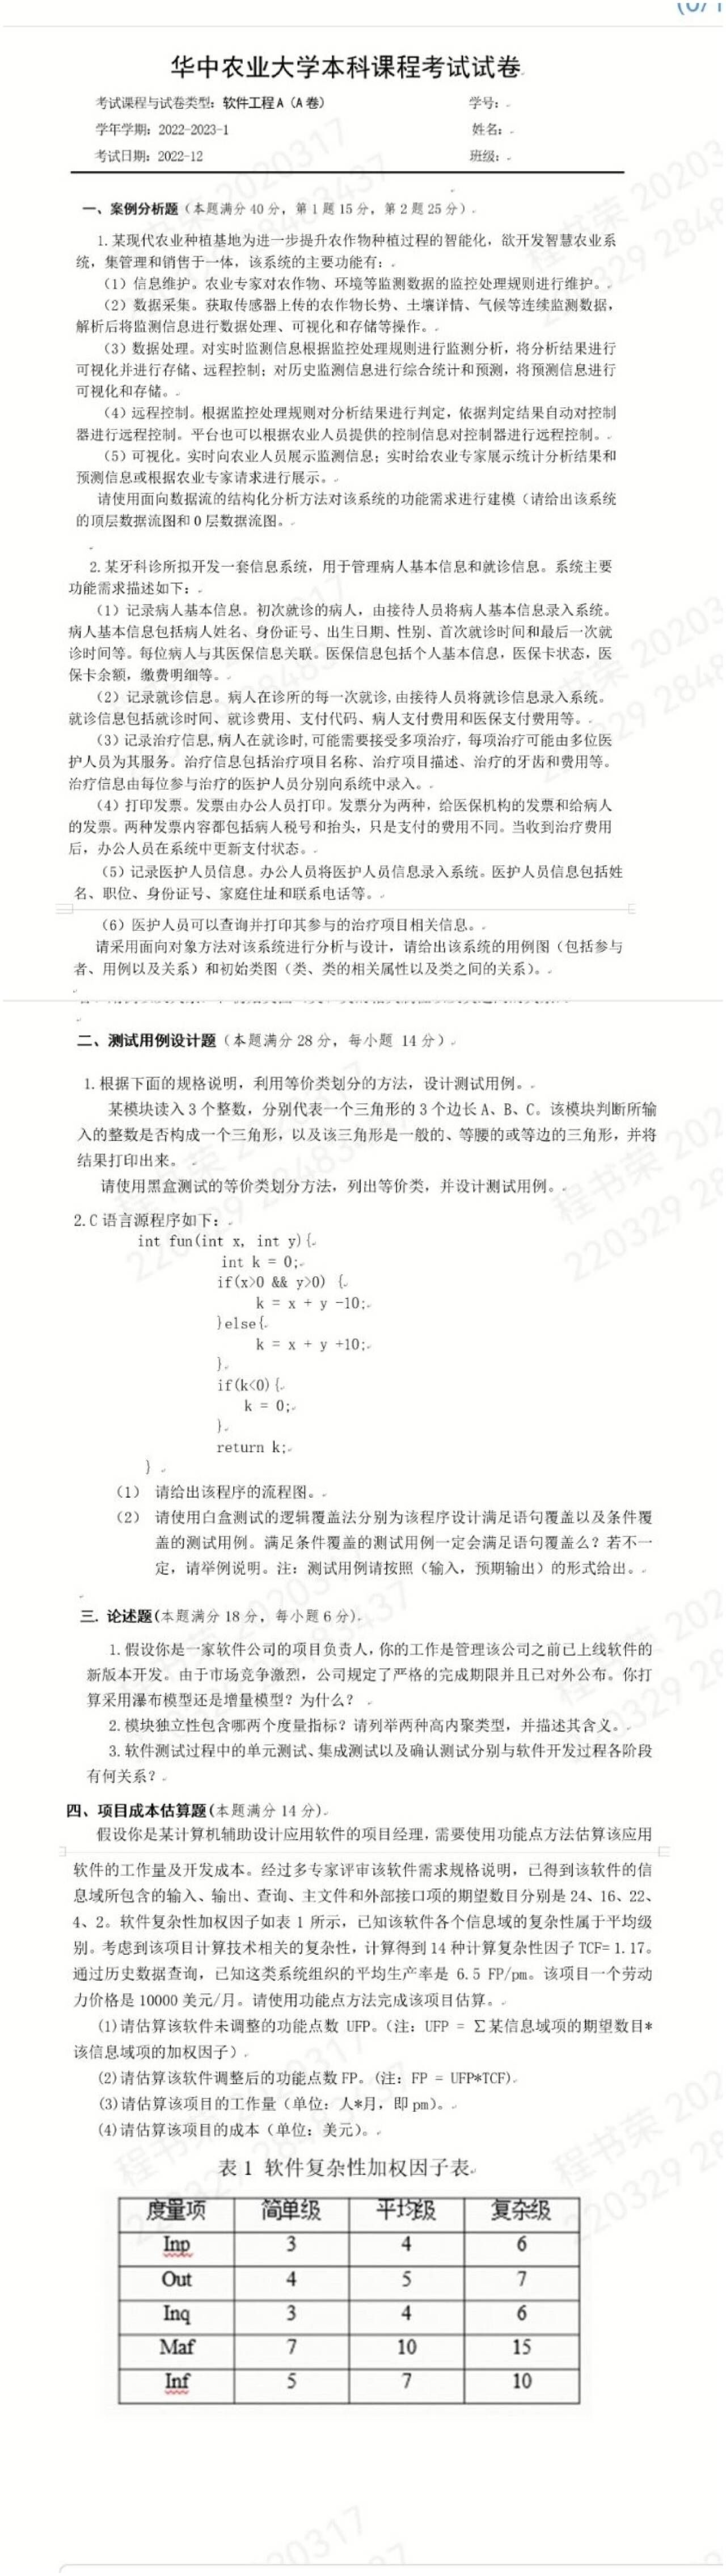 华中农业大学本科课程考试试卷
考试课程与试卷类型：软件工程 A（A 卷） 学号：
学年学期：2022-2023-1 姓名：
考试日期：2022-12 班级：
一、案例分析题（本题满分 40 分，第 1 题 15 分，第 2 题 25 分）
1.某现代农业种植基地为进一步提升农作物种植过程的智能化，欲开发智慧农业系
统，集管理和销售于一体，该系统的主要功能有：
（1）信息维护。农业专家对农作物、环境等监测数据的监控处理规则进行维护。
（2）数据采集。获取传感器上传的农作物长势、土壤详情、气候等连续监测数据，
解析后将监测信息进行数据处理、可视化和存储等操作。
（3）数据处理。对实时监测信息根据监控处理规则进行监测分析，将分析结果进行
可视化并进行存储、远程控制；对历史监测信息进行综合统计和预测，将预测信息进行
可视化和存储。
（4）远程控制。根据监控处理规则对分析结果进行判定，依据判定结果自动对控制
器进行远程控制。平台也可以根据农业人员提供的控制信息对控制器进行远程控制。
（5）可视化。实时向农业人员展示监测信息；实时给农业专家展示统计分析结果和
预测信息或根据农业专家请求进行展示。
请使用面向数据流的结构化分析方法对该系统的功能需求进行建模（请给出该系统
的顶层数据流图和 0 层数据流图。
2.某牙科诊所拟开发一套信息系统，用于管理病人基本信息和就诊信息。系统主要
功能需求描述如下：
（1）记录病人基本信息。初次就诊的病人，由接待人员将病人基本信息录入系统。
病人基本信息包括病人姓名、身份证号、出生日期、性别、首次就诊时间和最后一次就
诊时间等。每位病人与其医保信息关联。医保信息包括个人基本信息，医保卡状态，医
保卡余额，缴费明细等。
（2）记录就诊信息。病人在诊所的每一次就诊,由接待人员将就诊信息录入系统。
就诊信息包括就诊时间、就诊费用、支付代码、病人支付费用和医保支付费用等。
（3）记录治疗信息,病人在就诊时,可能需要接受多项治疗，每项治疗可能由多位医
护人员为其服务。治疗信息包括治疗项目名称、治疗项目描述、治疗的牙齿和费用等。
治疗信息由每位参与治疗的医护人员分别向系统中录入。
（4）打印发票。发票由办公人员打印。发票分为两种，给医保机构的发票和给病人
的发票。两种发票内容都包括病人税号和抬头，只是支付的费用不同。当收到治疗费用
后，办公人员在系统中更新支付状态。
（5）记录医护人员信息。办公人员将医护人员信息录入系统。医护人员信息包括姓
名、职位、身份证号、家庭住址和联系电话等。
（6）医护人员可以查询并打印其参与的治疗项目相关信息。
请采用面向对象方法对该系统进行分析与设计，请给出该系统的用例图（包括参与
者、用例以及关系）和初始类图（类、类的相关属性以及类之间的关系）。
二、测试用例设计题（本题满分 28 分，每小题 14 分）
1.根据下面的规格说明，利用等价类划分的方法，设计测试用例。
某模块读入 3 个整数，分别代表一个三角形的 3 个边长 A、B、C。该模块判断所输
入的整数是否构成一个三角形，以及该三角形是一般的、等腰的或等边的三角形，并将
结果打印出来。
请使用黑盒测试的等价类划分方法，列出等价类，并设计测试用例。
2.C 语言源程序如下：
int fun(int x, int y){
int k = 0;
if(x>0 && y>0) {
k = x + y -10;
}else{
k = x + y +10;
}
if(k<0){
k = 0;
}
return k;
}
（1） 请给出该程序的流程图。
（2） 请使用白盒测试的逻辑覆盖法分别为该程序设计满足语句覆盖以及条件覆
盖的测试用例。满足条件覆盖的测试用例一定会满足语句覆盖么？若不一
定，请举例说明。注：测试用例请按照（输入，预期输出）的形式给出。
三. 论述题(本题满分 18 分，每小题 6 分)
1.假设你是一家软件公司的项目负责人,你的工作是管理该公司之前已上线软件的
新版本开发。由于市场竞争激烈，公司规定了严格的完成期限并且已对外公布。你打
算采用瀑布模型还是增量模型？为什么？
2.模块独立性包含哪两个度量指标？请列举两种高内聚类型，并描述其含义。
3.软件测试过程中的单元测试、集成测试以及确认测试分别与软件开发过程各阶段
有何关系？
四、项目成本估算题(本题满分 14 分)
假设你是某计算机辅助设计应用软件的项目经理,需要使用功能点方法估算该应用
软件的工作量及开发成本。经过多专家评审该软件需求规格说明，已得到该软件的信
息域所包含的输入、输出、查询、主文件和外部接口项的期望数目分别是 24、16、22、
4、2。软件复杂性加权因子如表 1 所示，已知该软件各个信息域的复杂性属于平均级
别。考虑到该项目计算技术相关的复杂性，计算得到 14 种计算复杂性因子 TCF= 1.17。
通过历史数据查询，已知这类系统组织的平均生产率是 6.5 FP/pm。该项目一个劳动
力价格是 10000 美元/月。请使用功能点方法完成该项目估算。
(1)请估算该软件未调整的功能点数 UFP。（注：UFP = ∑某信息域项的期望数目*
该信息域项的加权因子）
(2)请估算该软件调整后的功能点数 FP。(注：FP = UFP*TCF)
(3)请估算该项目的工作量（单位：人*月，即 pm）。
(4)请估算该项目的成本（单位：美元）。
表 1 软件复杂性加权因子表
度量项 简单级 平均级 复杂级
Inp 3 4 6
Out 4 5 7
Inq 3 4 6
Maf 7 10 15
Inf 5 7 10